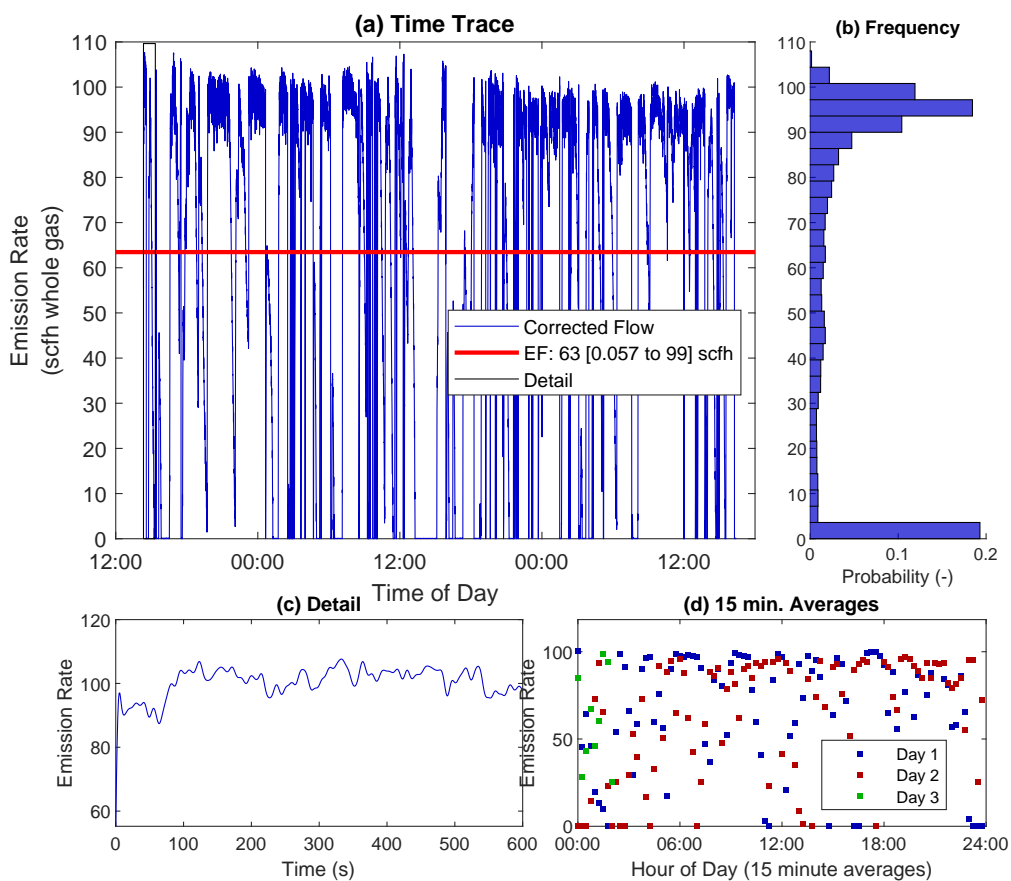 (a) Time Trace
110
100
90
80
70
60
50
40
30
20
10
0
Emission Rate
(scfh whole gas)
12:00
00:00
12:00
00:00
12:00
Time of Day
Corrected Flow
EF: 63 [0.057 to 99] scfh
Detail
(b) Frequency
110
100
90
80
70
60
50
40
30
20
10
0
0
0.1
0.2
Probability (-)
(c) Detail
120
100
80
60
Emission Rate
0
100
200
300
400
500
600
Time (s)
(d) 15 min. Averages
100
50
0
Emission Rate
00:00
12:00
24:00
Hour of Day (15 minute averages)
Day 1
Day 2
Day 3